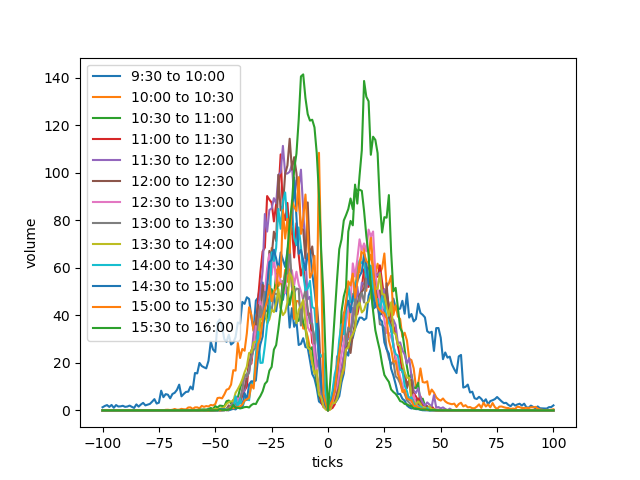 9:30 to 10:00
10:00 to 10:30
10:30 to 11:00
11:00 to 11:30
11:30 to 12:00
12:00 to 12:30
12:30 to 13:00
13:00 to 13:30
13:30 to 14:00
14:00 to 14:30
14:30 to 15:00
15:00 to 15:30
15:30 to 16:00
volume
140
120
100
80
60
40
20
0
−100 −75 −50 −25 0 25 50 75 100
ticks